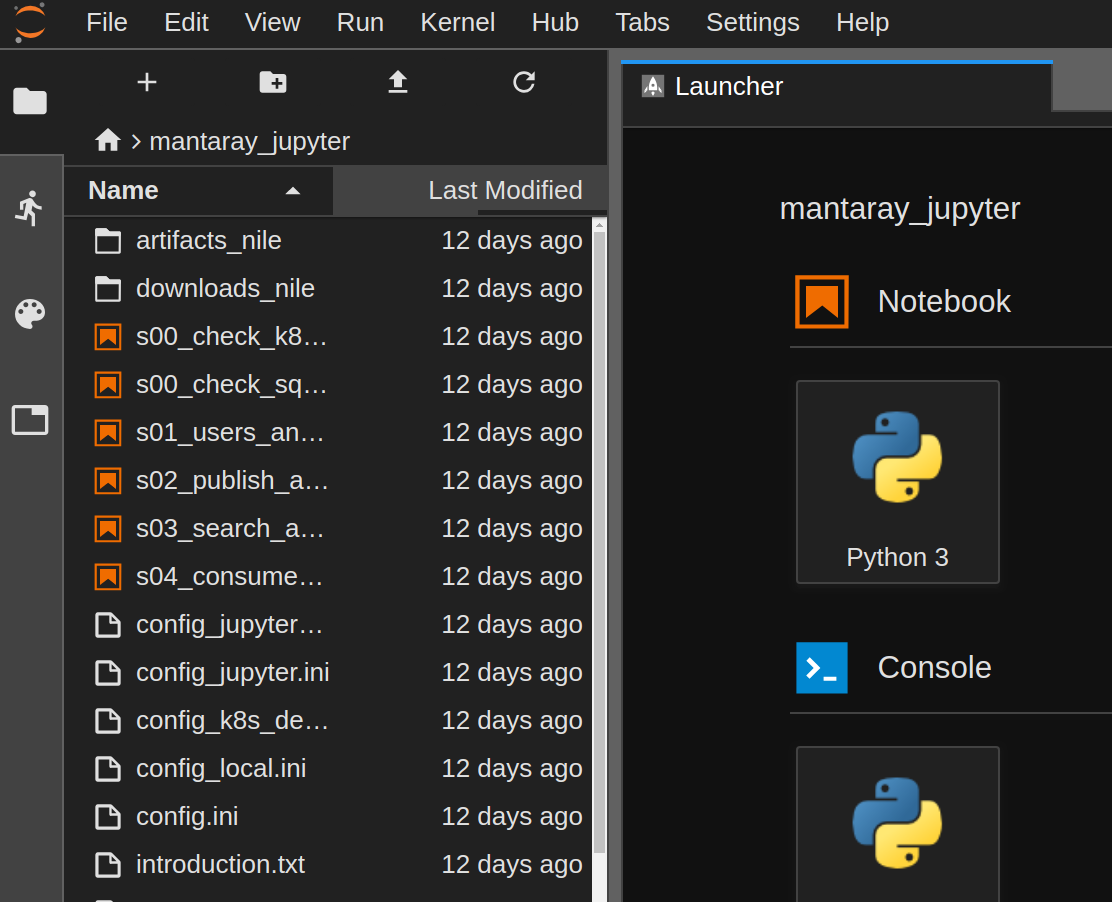 File Edit View Run Kernel Hub Tabs Settings Help
Launcher
mantaray_jupyter
Name Last Modified
artifacts_nile 12 days ago
downloads_nile 12 days ago
s00_check_k8… 12 days ago
s00_check_sq… 12 days ago
s01_users_an… 12 days ago
s02_publish_a… 12 days ago
s03_search_a… 12 days ago
s04_consume… 12 days ago
config_jupyter… 12 days ago
config_jupyter.ini 12 days ago
config_k8s_de… 12 days ago
config_local.ini 12 days ago
config.ini 12 days ago
introduction.txt 12 days ago
mantaray_jupyter
Notebook
Python 3
Console